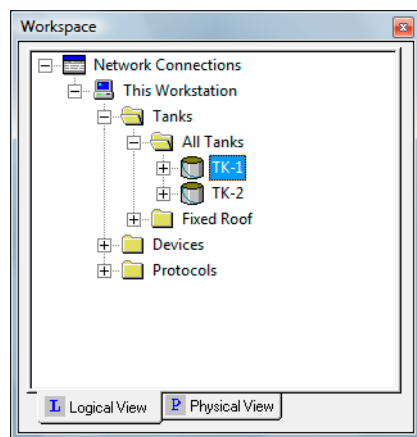 Workspace
Network Connections
This Workstation
Tanks
All Tanks
TK-1
TK-2
Fixed Roof
Devices
Protocols
L Logical View P Physical View